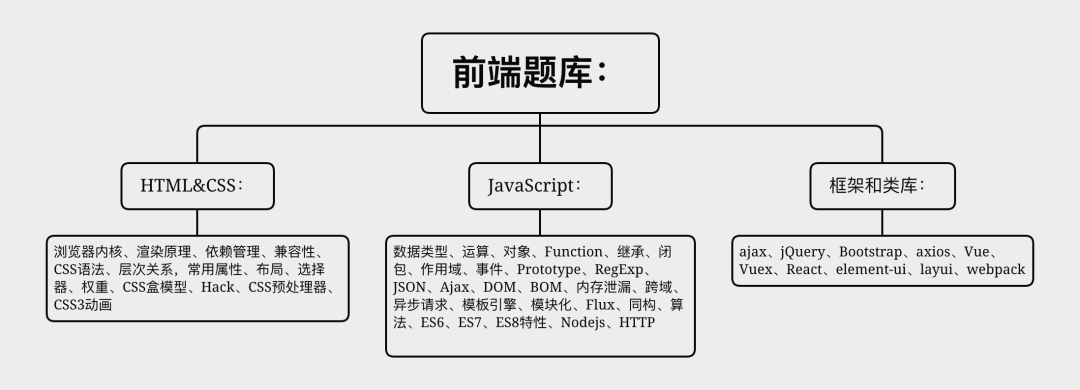 前端题库：
HTML&CSS：
浏览器内核、渲染原理、依赖管理、兼容性、
CSS语法、层次关系，常用属性、布局、选择
器、权重、CSS盒模型、Hack、CSS预处理器、
CSS3动画
JavaScript：
数据类型、运算、对象、Function、继承、闭
包、作用域、事件、Prototype、RegExp、
JSON、Ajax、DOM、BOM、内存泄漏、跨域、
异步请求、模板引擎、模块化、Flux、同构、算
法、ES6、ES7、ES8特性、Nodejs、HTTP
框架和类库：
ajax、jQuery、Bootstrap、axios、Vue、
Vuex、React、element-ui、layui、webpack